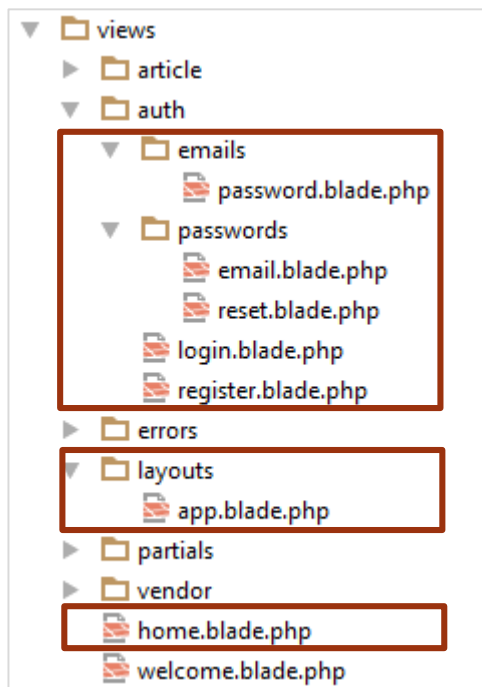 views
article
auth
emails
password.blade.php
passwords
email.blade.php
reset.blade.php
login.blade.php
register.blade.php
errors
layouts
app.blade.php
partials
vendor
home.blade.php
welcome.blade.php